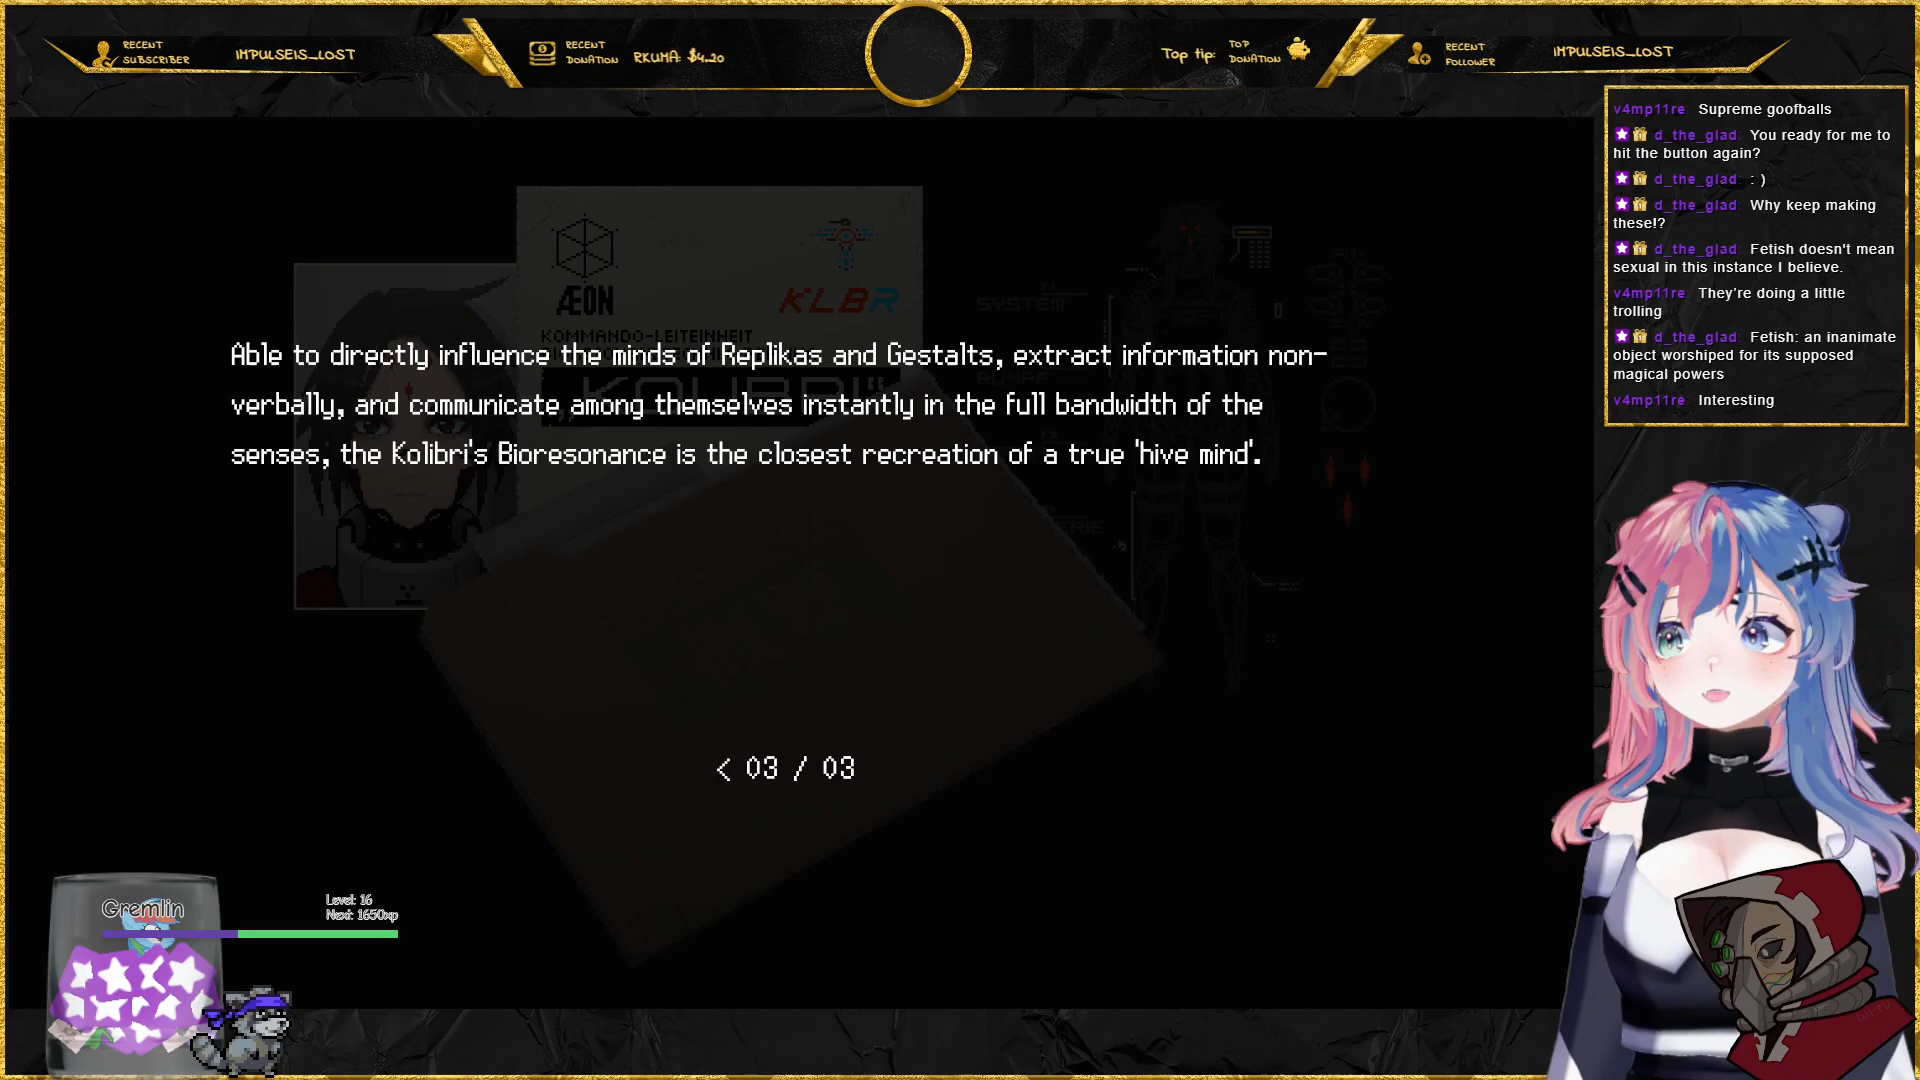 RECENT
SUBSCRIBER
IMPULSEIS_LOST
RECENT
DONATION
RKUMA: $4.20
Top tip:
TOP
DONATION
RECENT
FOLLOWER
IMPULSEIS_LOST
v4mp11re Supreme goofballs
d_the_glad: You ready for me to
hit the button again?
d_the_glad: : )
d_the_glad: Why keep making
these!?
d_the_glad: Fetish doesn't mean
sexual in this instance I believe.
v4mp11re They're doing a little
trolling
d_the_glad: Fetish: an inanimate
object worshiped for its supposed
magical powers
v4mp11re Interesting
ÆON
KLBR
KOMMANDO-LEITEINHEIT
SYSTEM
Able to directly influence the minds of Replikas and Gestalts, extract information non-
verbally, and communicate among themselves instantly in the full bandwidth of the
senses, the Kolibri's Bioresonance is the closest recreation of a true 'hive mind'.
< 03 / 03
Gremlin
Level: 16
Next: 1650xp